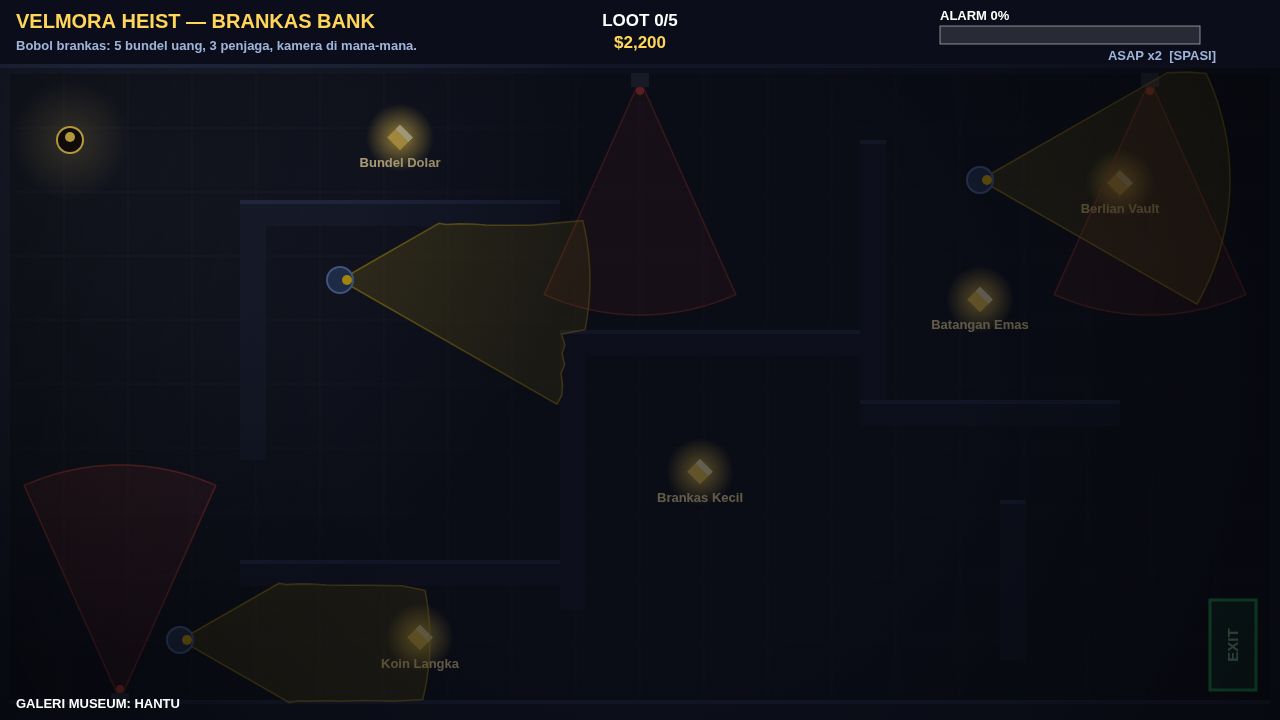 VELMORA HEIST — BRANKAS BANK
Bobol brankas: 5 bundel uang, 3 penjaga, kamera di mana-mana.
LOOT 0/5
$2,200
ALARM 0%
ASAP x2 [SPASI]
Bundel Dolar
Berlian Vault
Batangan Emas
Brankas Kecil
Koin Langka
EXIT
GALERI MUSEUM: HANTU